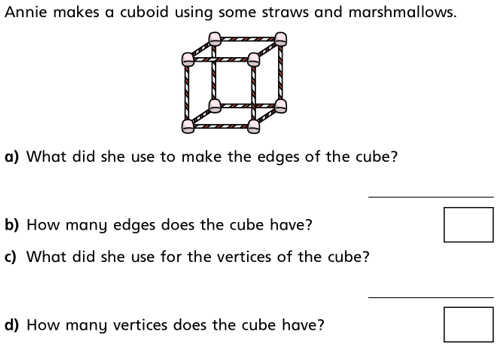 Annie makes a cuboid using some straws and marshmallows.
a) What did she use to make the edges of the cube?
b) How many edges does the cube have?
c) What did she use for the vertices of the cube?
d) How many vertices does the cube have?